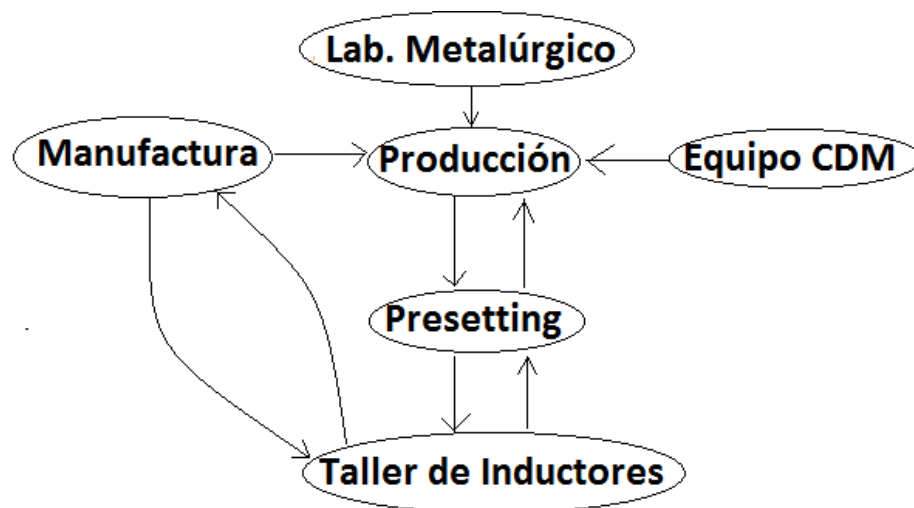 Lab. Metalúrgico
Manufactura
Producción
Equipo CDM
Presetting
Taller de Inductores